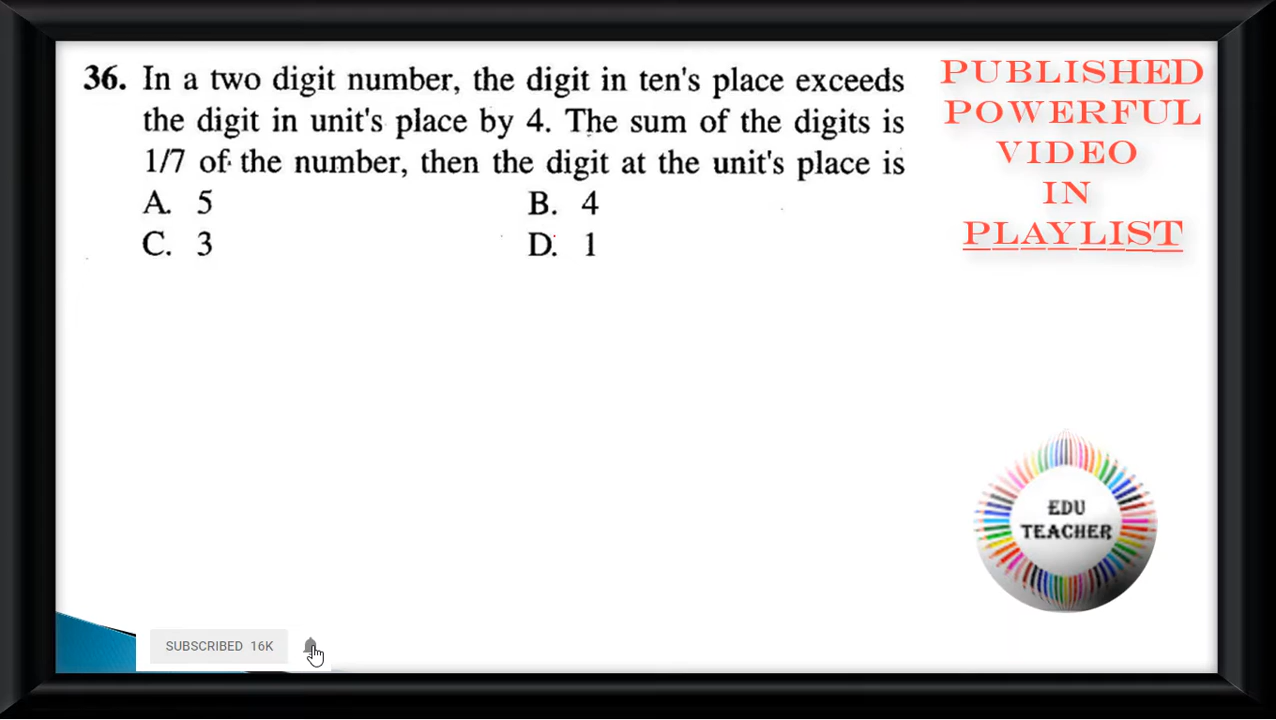 36. In a two digit number, the digit in ten's place exceeds
the digit in unit's place by 4. The sum of the digits is
1/7 of the number, then the digit at the unit's place is
A. 5 B. 4
C. 3 D. 1
PUBLISHED
POWERFUL
VIDEO
IN
PLAYLIST
EDU
TEACHER
SUBSCRIBED 16K